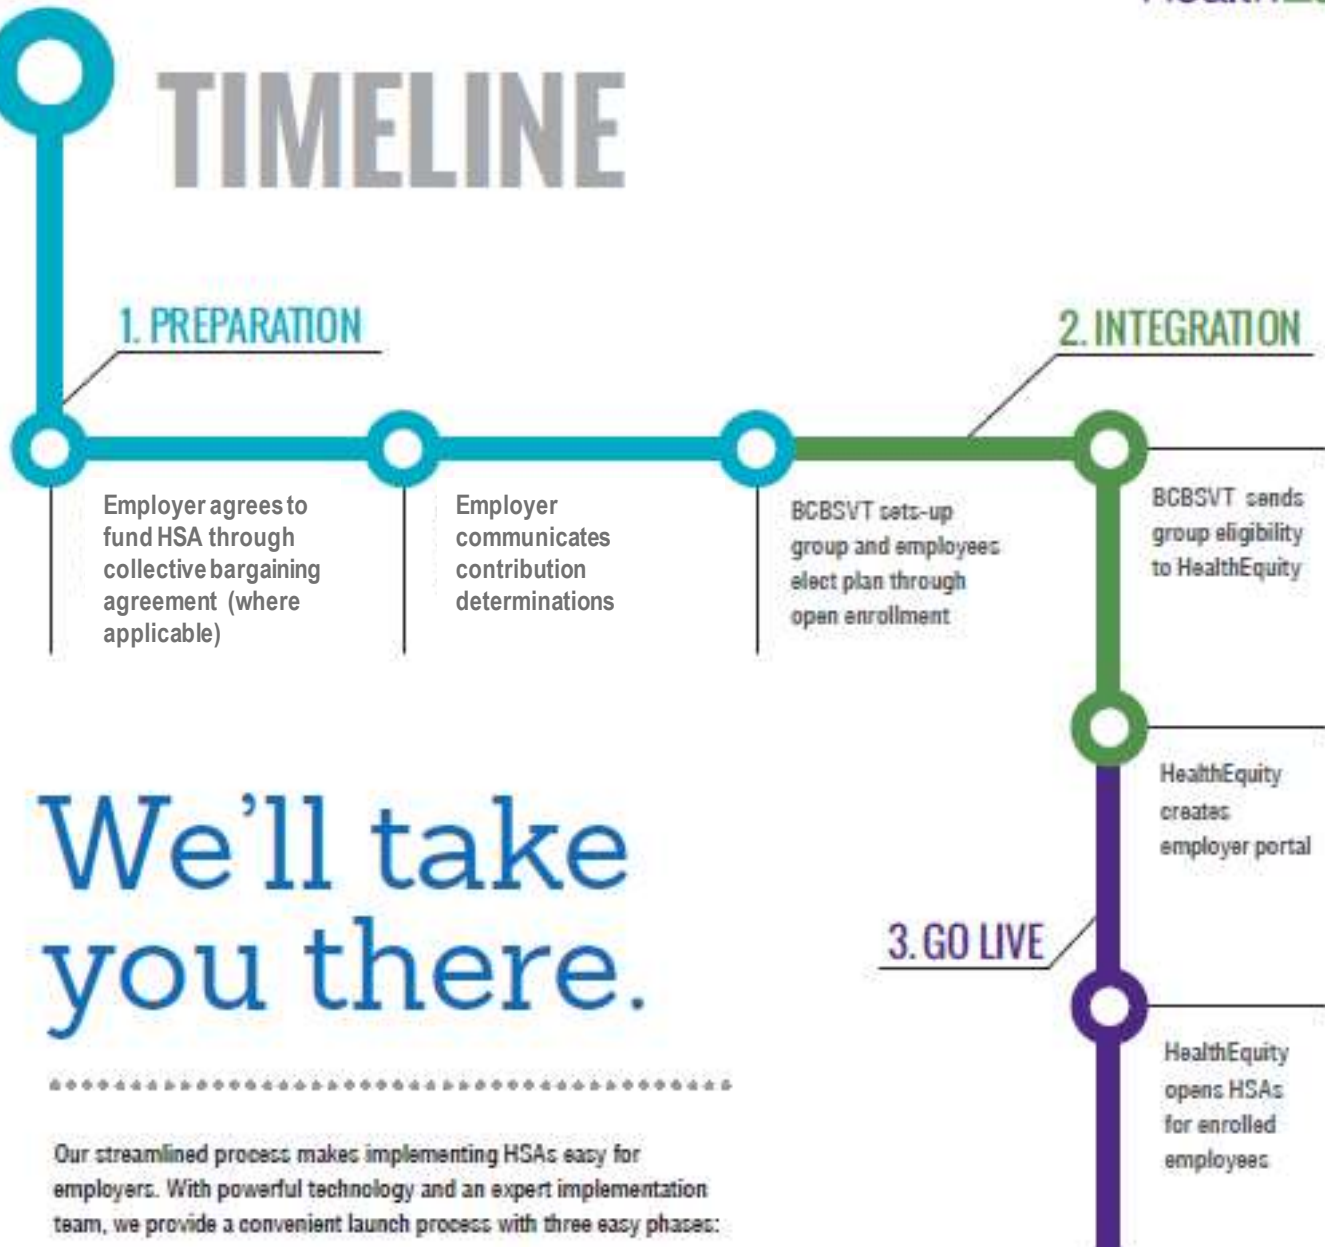 TIMELINE
1. PREPARATION
2. INTEGRATION
Employer agrees to
fund HSA through
collective bargaining
agreement (where
applicable)
Employer
communicates
contribution
determinations
BCBSVT sets-up
group and employees
elect plan through
open enrollment
BCBSVT sends
group eligibility
to HealthEquity
HealthEquity
creates
employer portal
We'll take
you there.
3. GO LIVE
HealthEquity
opens HSAs
for enrolled
employees
Our streamlined process makes implementing HSAs easy for
employers. With powerful technology and an expert implementation
team, we provide a convenient launch process with three easy phases: